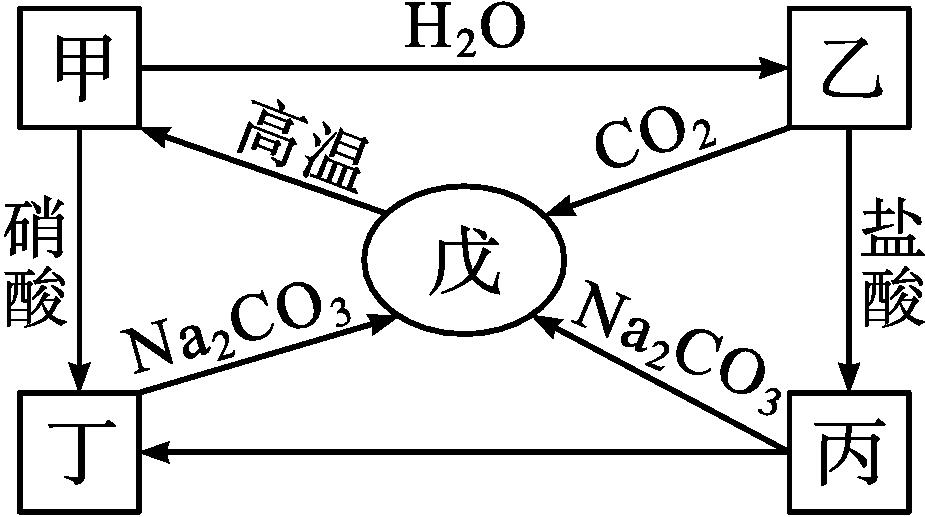 甲
H₂O
乙
高温
CO₂
硝酸
戊
盐酸
Na₂CO₃
Na₂CO₃
丁
丙